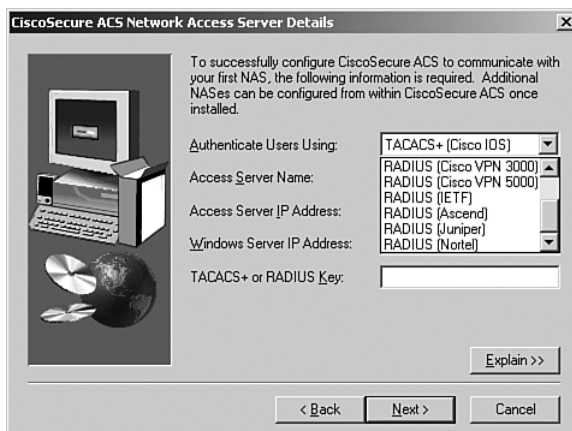 CiscoSecure ACS Network Access Server Details
To successfully configure CiscoSecure ACS to communicate with
your first NAS, the following information is required. Additional
NASes can be configured from within CiscoSecure ACS once
installed.
Authenticate Users Using:
TACACS+ (Cisco IOS)
RADIUS (Cisco VPN 3000)
RADIUS (Cisco VPN 5000)
RADIUS (IETF)
RADIUS (Ascend)
RADIUS (Juniper)
RADIUS (Nortel)
Access Server Name:
Access Server IP Address:
Windows Server IP Address:
TACACS+ or RADIUS Key:
Explain >>
< Back
Next >
Cancel